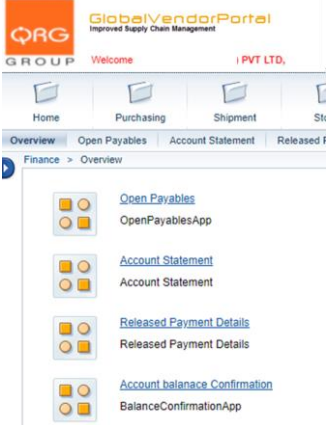 GlobalVendorPortal
Improved Supply Chain Management
QRG
GROUP
Welcome PVT LTD,
Home Purchasing Shipment
Overview Open Payables Account Statement Released
Finance > Overview
Open Payables
OpenPayablesApp
Account Statement
Account Statement
Released Payment Details
Released Payment Details
Account balanace Confirmation
BalanceConfirmationApp